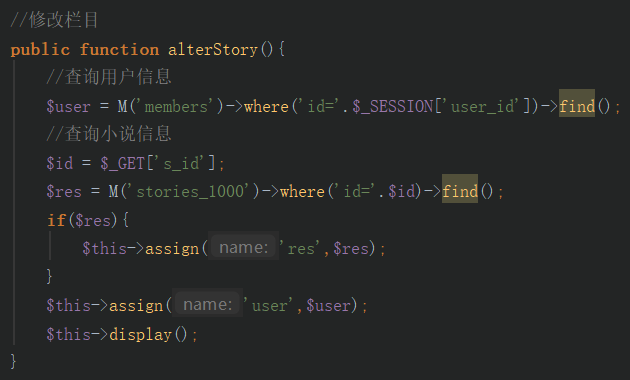 //修改栏目
public function alterStory(){
//查询用户信息
$user = M('members')->where('id='.$_SESSION['user_id'])->find();
//查询小说信息
$id = $_GET['s_id'];
$res = M('stories_1000')->where('id='.$id)->find();
if($res){
$this->assign( name: 'res',$res);
}
$this->assign( name: 'user',$user);
$this->display();
}